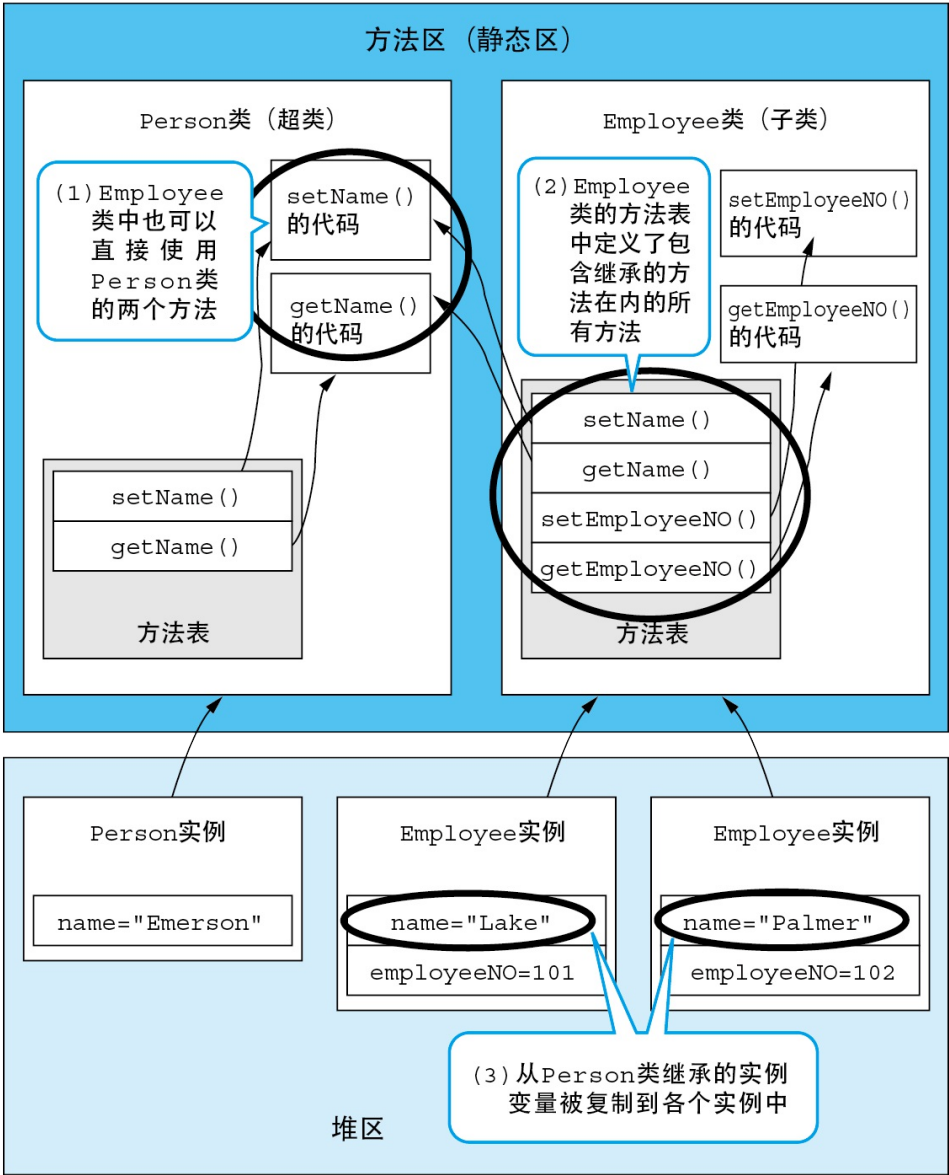 方法区（静态区）
Person类（超类）
(1)Employee
类中也可以
直接使用
Person类
的两个方法
setName()
的代码
getName()
的代码
setName()
getName()
方法表
Employee类（子类）
(2)Employee
类的方法表
中定义了包
含继承的方
法在内的所
有方法
setEmployeeNO()
的代码
getEmployeeNO()
的代码
setName()
getName()
setEmployeeNO()
getEmployeeNO()
方法表
Person实例
name="Emerson"
Employee实例
name="Lake"
employeeNO=101
Employee实例
name="Palmer"
employeeNO=102
(3)从Person类继承的实例
变量被复制到各个实例中
堆区